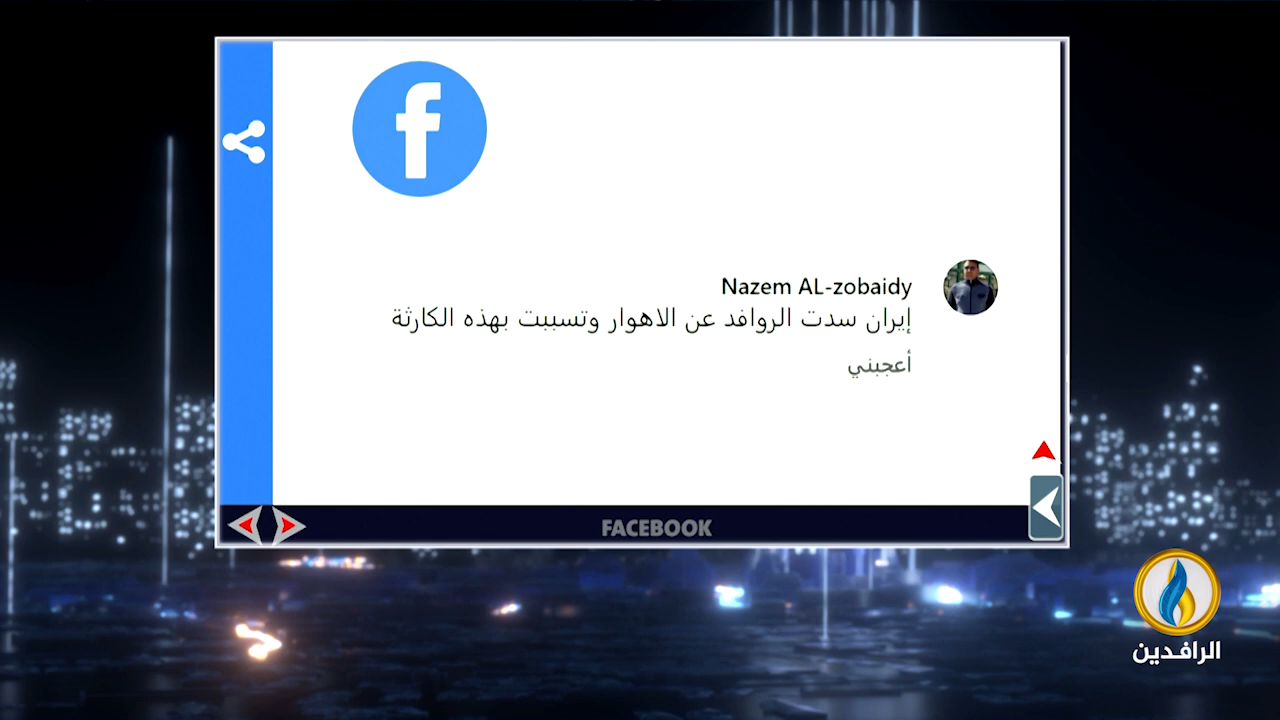 Nazem AL-zobaidy
إيران سدت الروافد عن الاهوار وتسببت بهذه الكارثة
أعجبني
FACEBOOK
الرافدين